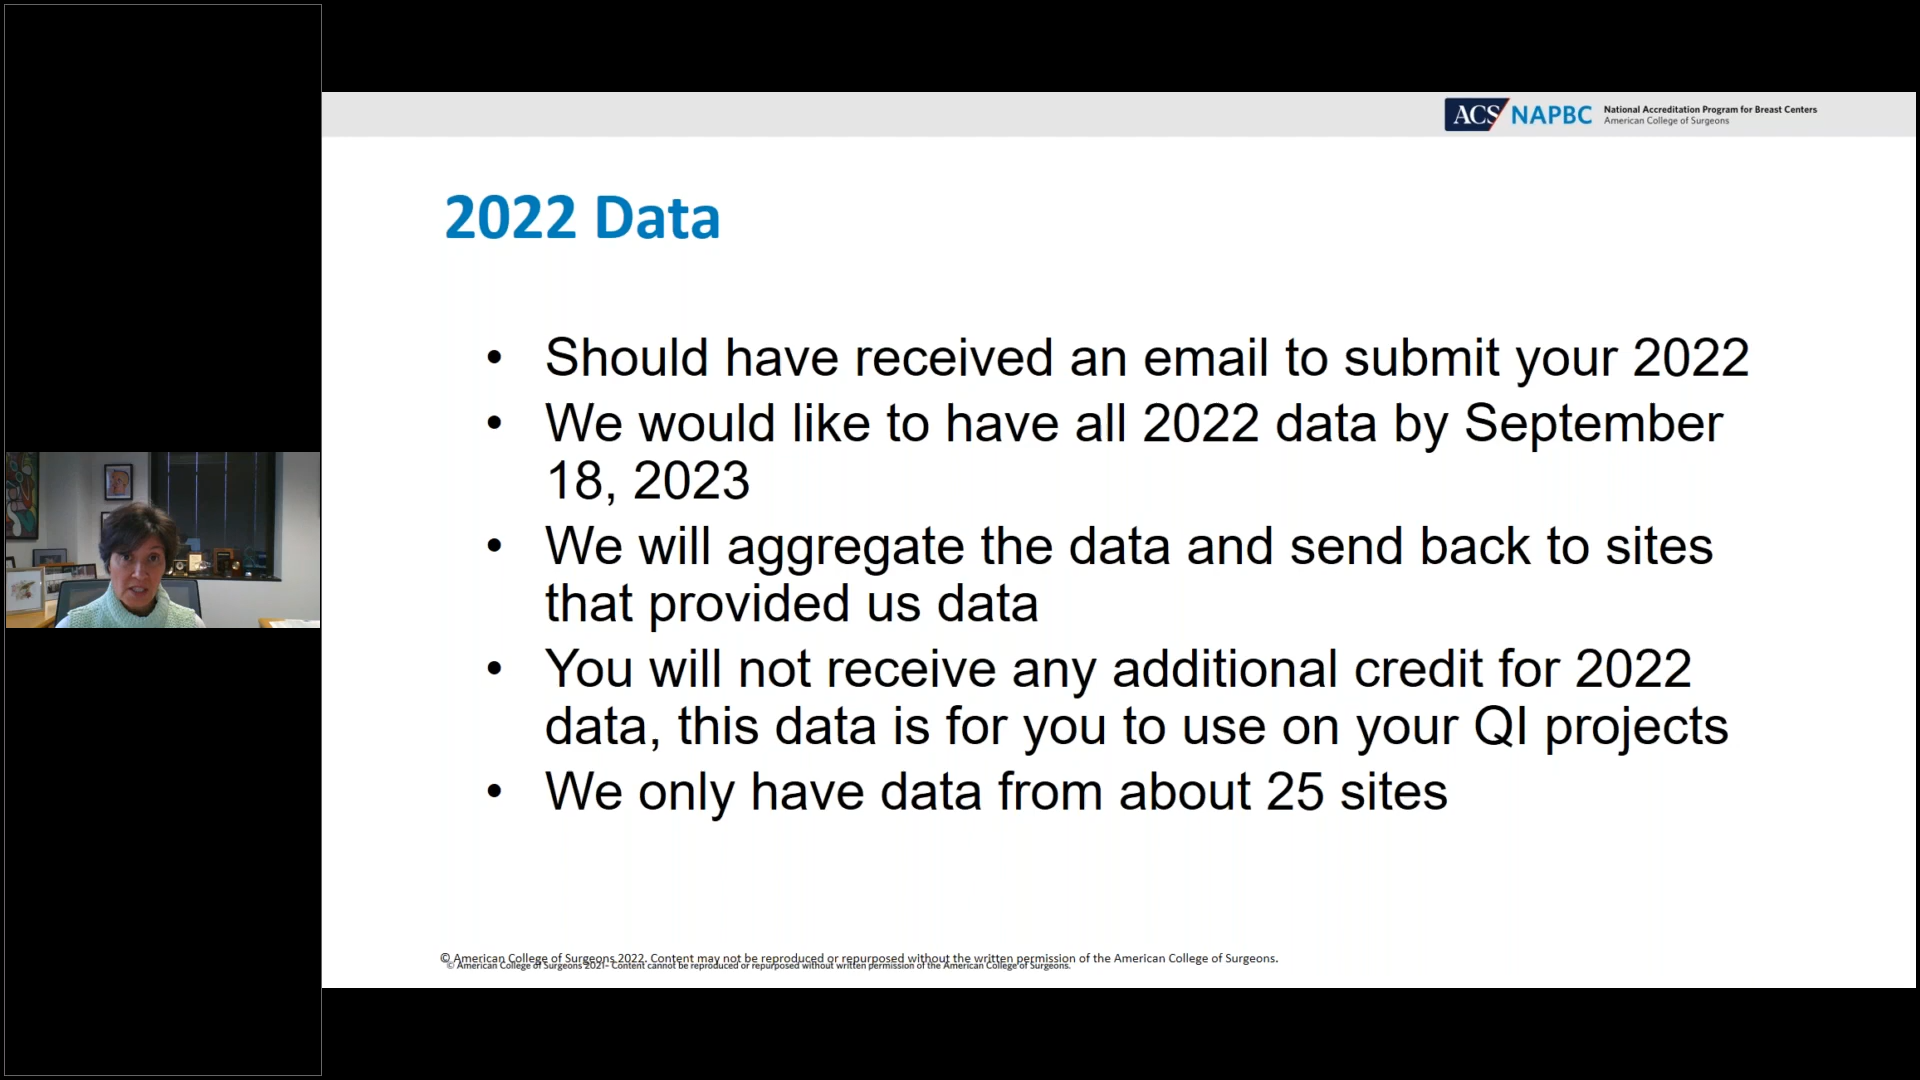 ACS NAPBC National Accreditation Program for Breast Centers
American College of Surgeons
2022 Data
• Should have received an email to submit your 2022
• We would like to have all 2022 data by September
18, 2023
• We will aggregate the data and send back to sites
that provided us data
• You will not receive any additional credit for 2022
data, this data is for you to use on your QI projects
• We only have data from about 25 sites
© American College of Surgeons 2022. Content may not be reproduced or repurposed without the written permission of the American College of Surgeons.
© American College of Surgeons 2021- Content cannot be reproduced or repurposed without written permission of the American College of Surgeons.